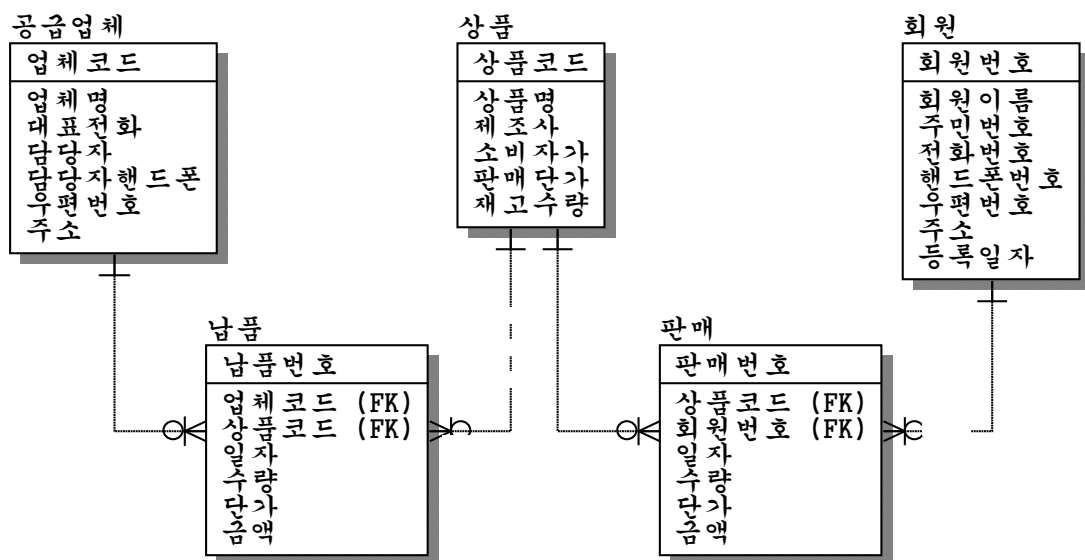 공급업체
업체코드
업체명
대표전화
담당자
담당자핸드폰
우편번호
주소
상품
상품코드
상품명
제조사
소비자가
판매단가
재고수량
회원
회원번호
회원이름
주민번호
전화번호
핸드폰번호
우편번호
주소
등록일자
납품
납품번호
업체코드 (FK)
상품코드 (FK)
일자
수량
단가
금액
판매
판매번호
상품코드 (FK)
회원번호 (FK)
일자
수량
단가
금액